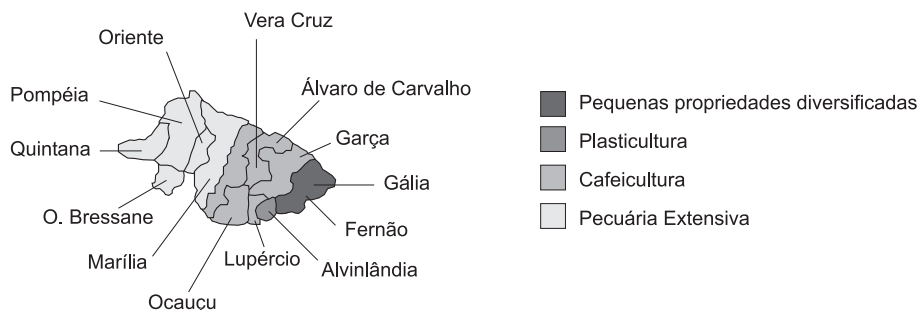 Vera Cruz
Oriente
Pompéia
Álvaro de Carvalho
Garça
Quintana
Gália
O. Bressane
Fernão
Marília
Lupércio
Alvinlândia
Ocauçu
Pequenas propriedades diversificadas
Plasticultura
Cafeicultura
Pecuária Extensiva